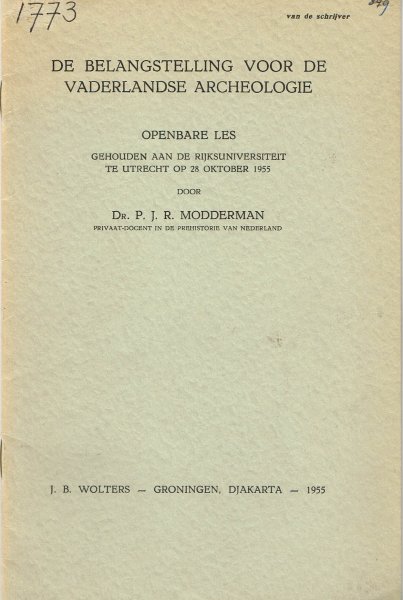 1773
van de schrijver
849
DE BELANGSTELLING VOOR DE
VADERLANDSE ARCHEOLOGIE
OPENBARE LES
GEHOUDEN AAN DE RIJKSUNIVERSITEIT
TE UTRECHT OP 28 OKTOBER 1955
DOOR
DR. P. J. R. MODDERMAN
PRIVAAT-DOCENT IN DE PREHISTORIE VAN NEDERLAND
J. B. WOLTERS — GRONINGEN, DJAKARTA — 1955